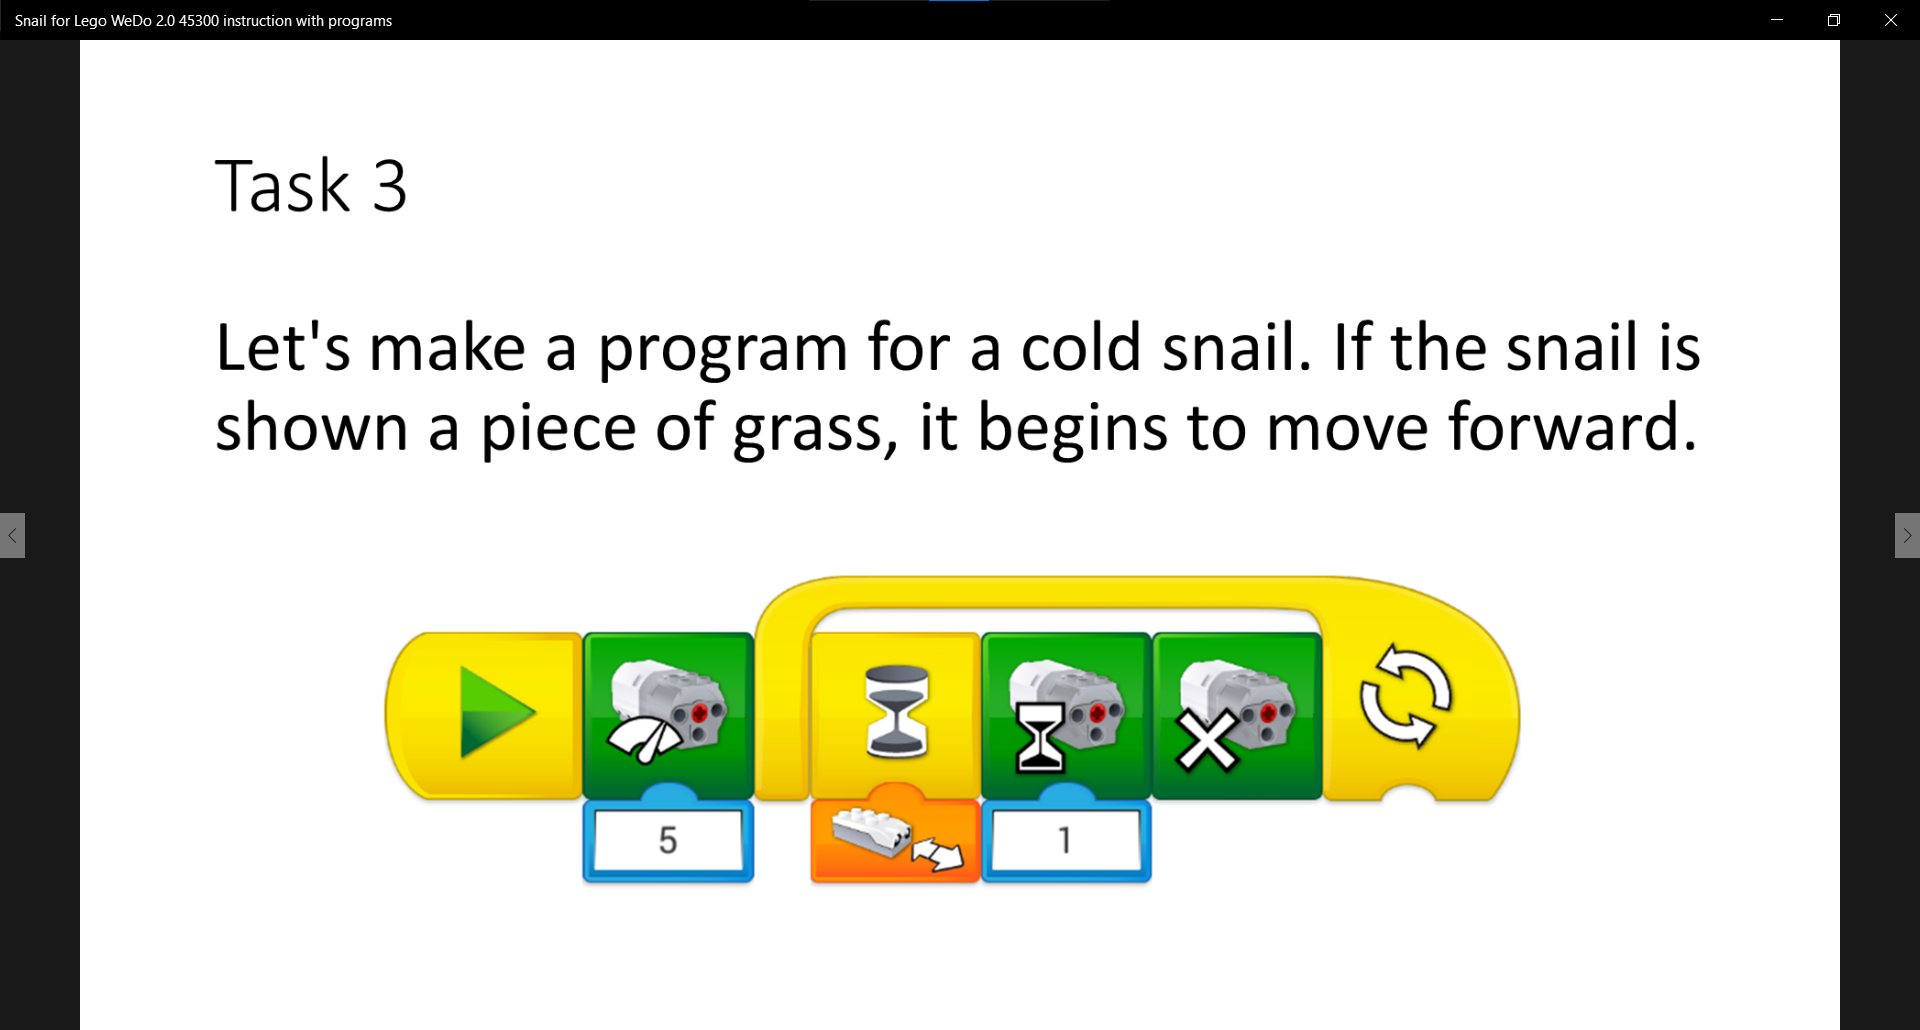 Snail for Lego WeDo 2.0 45300 instruction with programs
Task 3
Let's make a program for a cold snail. If the snail is
shown a piece of grass, it begins to move forward.
5
1